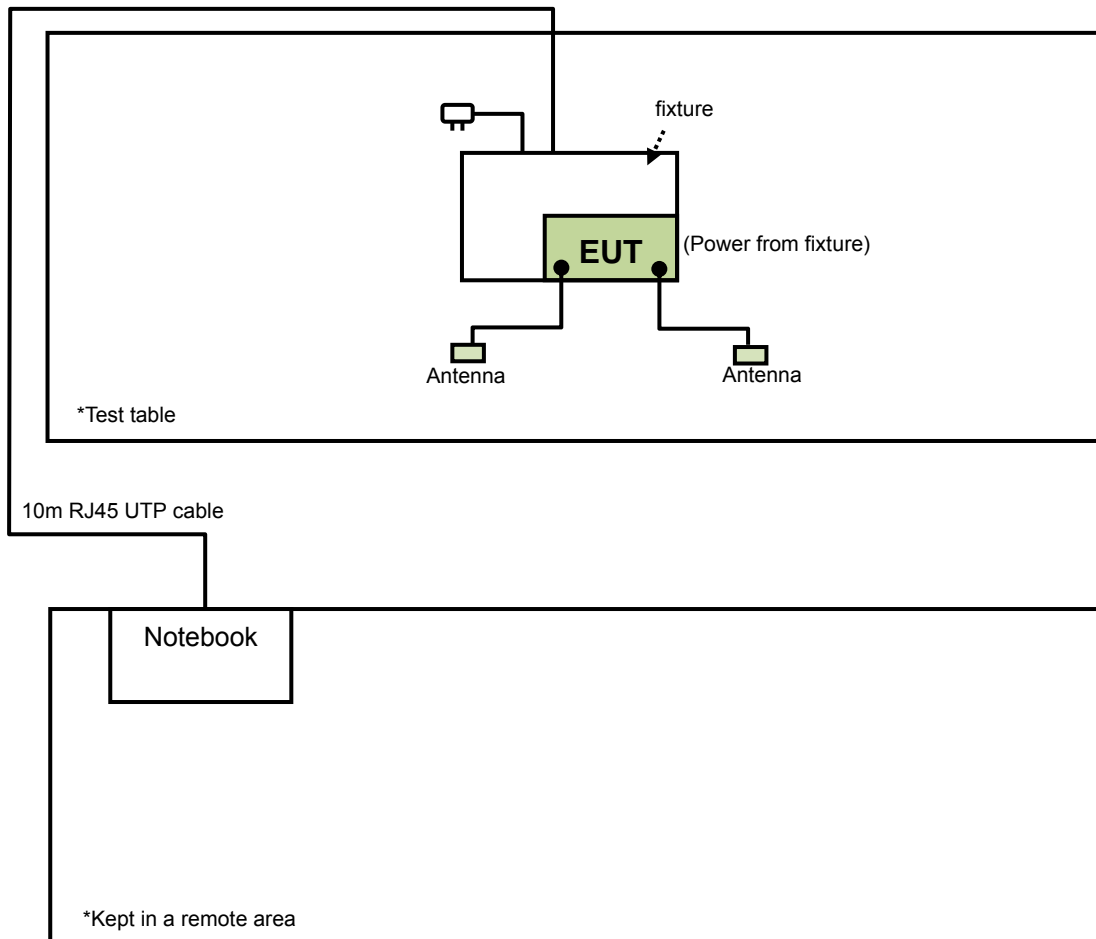 fixture
EUT
(Power from fixture)
Antenna
Antenna
*Test table
10m RJ45 UTP cable
Notebook
*Kept in a remote area